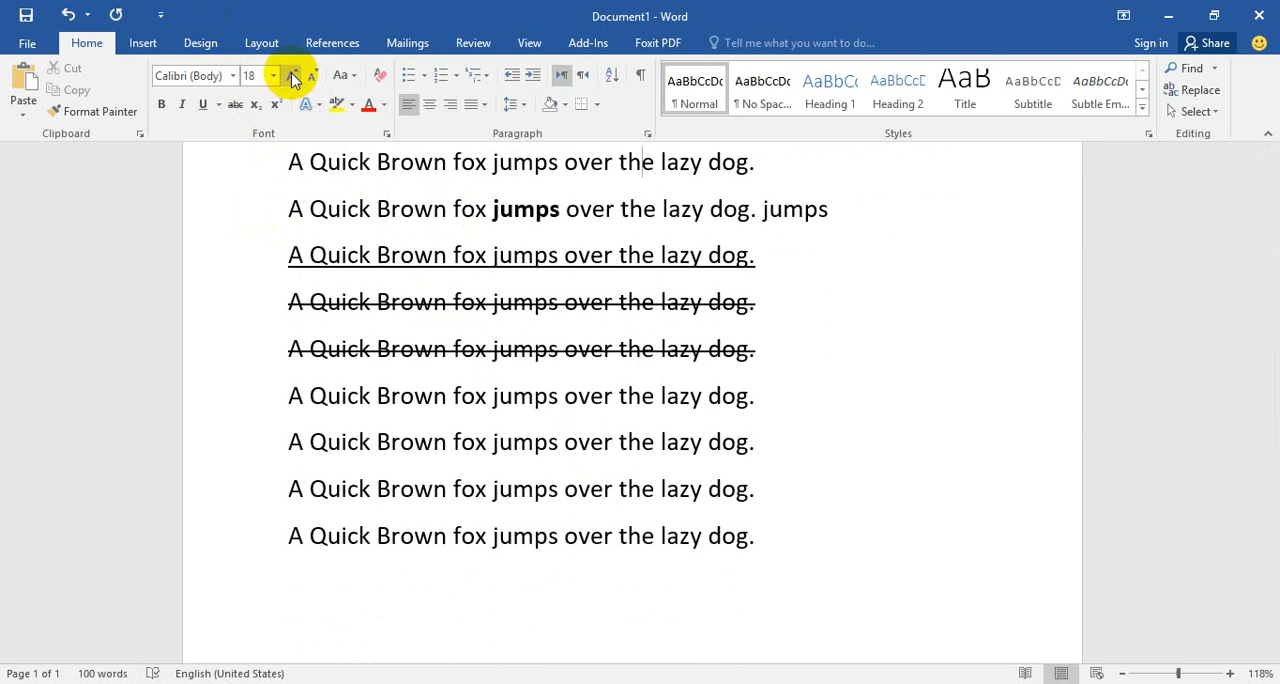 Document1 - Word
File Home Insert Design Layout References Mailings Review View Add-Ins Foxit PDF Tell me what you want to do... Sign in Share
Paste Cut Copy Format Painter Clipboard
Calibri (Body) 18 A A Aa
B I U abc x₂ x² A A
Font
Paragraph
AaBbCcDc AaBbCcDc AaBbCc AaBbCcC AaB AaBbCcD AaBbCcDc
¶ Normal ¶ No Spac... Heading 1 Heading 2 Title Subtitle Subtle Em...
Styles
Find
Replace
Select
Editing
A Quick Brown fox jumps over the lazy dog.
A Quick Brown fox jumps over the lazy dog. jumps
A Quick Brown fox jumps over the lazy dog.
A Quick Brown fox jumps over the lazy dog.
A Quick Brown fox jumps over the lazy dog.
A Quick Brown fox jumps over the lazy dog.
A Quick Brown fox jumps over the lazy dog.
A Quick Brown fox jumps over the lazy dog.
A Quick Brown fox jumps over the lazy dog.
Page 1 of 1 100 words English (United States) 118%